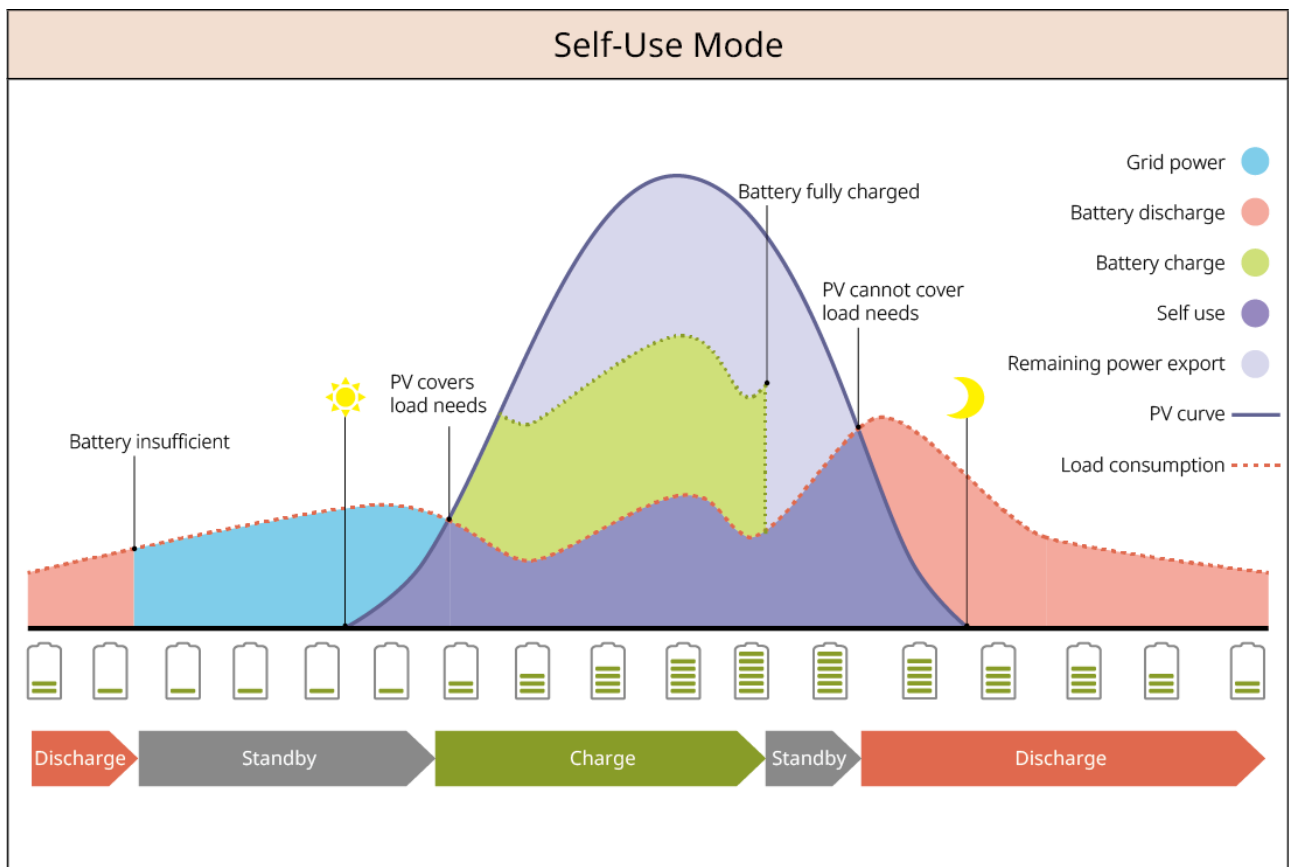 Self-Use Mode
Grid power
Battery fully charged
Battery discharge
Battery charge
PV cannot cover
load needs
Self use
Remaining power export
PV covers
load needs
PV curve
Battery insufficient
Load consumption
Discharge
Standby
Charge
Standby
Discharge